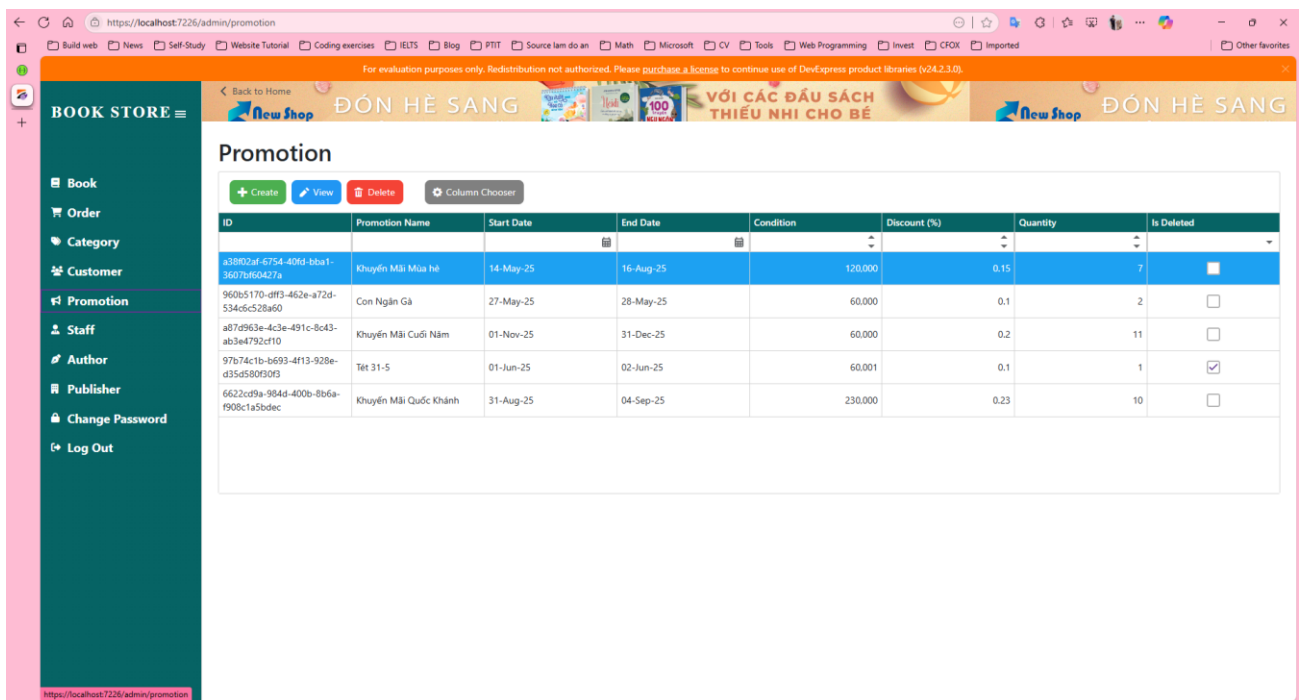 https://localhost:7226/admin/promotion
Build web News Self-Study Website Tutorial Coding exercises IELTS Blog PTIT Source lam do an Math Microsoft CV Tools Web Programming Invest CFOX Imported Other favorites
For evaluation purposes only. Redistribution not authorized. Please purchase a license to continue use of DevExpress product libraries (v24.2.3.0).
Back to Home
BOOK STORE
New Shop ĐÓN HÈ SANG 100 VỚI CÁC ĐẦU SÁCH THIẾU NHI CHO BÉ New Shop ĐÓN HÈ SANG
Promotion
Create View Delete Column Chooser
Book
Order
Category
Customer
Promotion
Staff
Author
Publisher
Change Password
Log Out
ID Promotion Name Start Date End Date Condition Discount (%) Quantity Is Deleted
a38f02af-6754-40fd-bba1-3607bf60427a Khuyến Mãi Mùa hè 14-May-25 16-Aug-25 120.000 0.15 7
960b5170-dff3-462e-a72d-534c6c528a60 Con Ngân Gà 27-May-25 28-May-25 60.000 0.1 2
a87d963e-4c3e-491c-8c43-ab3e4792cf10 Khuyến Mãi Cuối Năm 01-Nov-25 31-Dec-25 60.000 0.2 11
97b74c1b-b693-4f13-928e-d35d580f30f3 Tét 31-5 01-Jun-25 02-Jun-25 60.001 0.1 1
6622cd9a-984d-400b-8b6a-f908c1a5bdec Khuyến Mãi Quốc Khánh 31-Aug-25 04-Sep-25 230.000 0.23 10
https://localhost:7226/admin/promotion